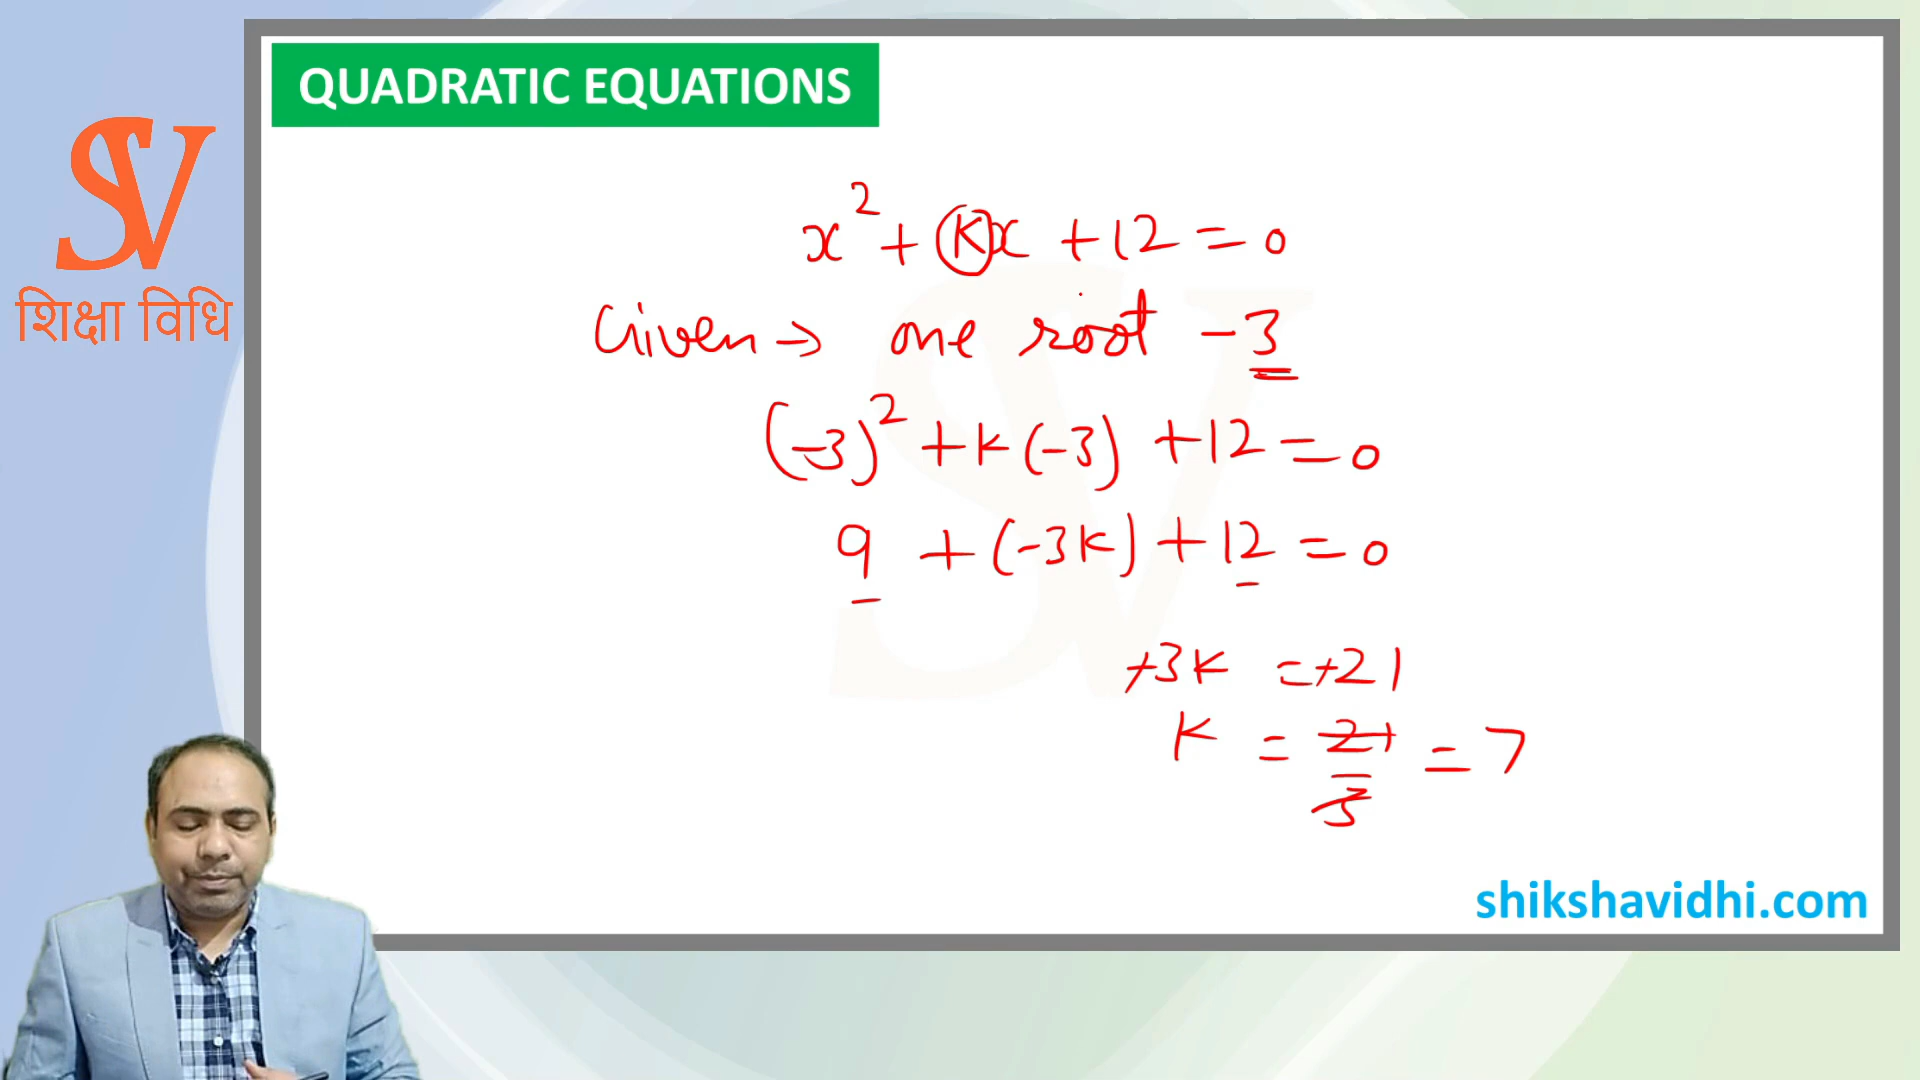 QUADRATIC EQUATIONS
SV
शिक्षा विधि
x² + kx + 12 = 0
Given → one root -3
(-3)² + k(-3) + 12 = 0
9 + (-3k) + 12 = 0
+3k = +21
k = 21/3 = 7
shikshavidhi.com